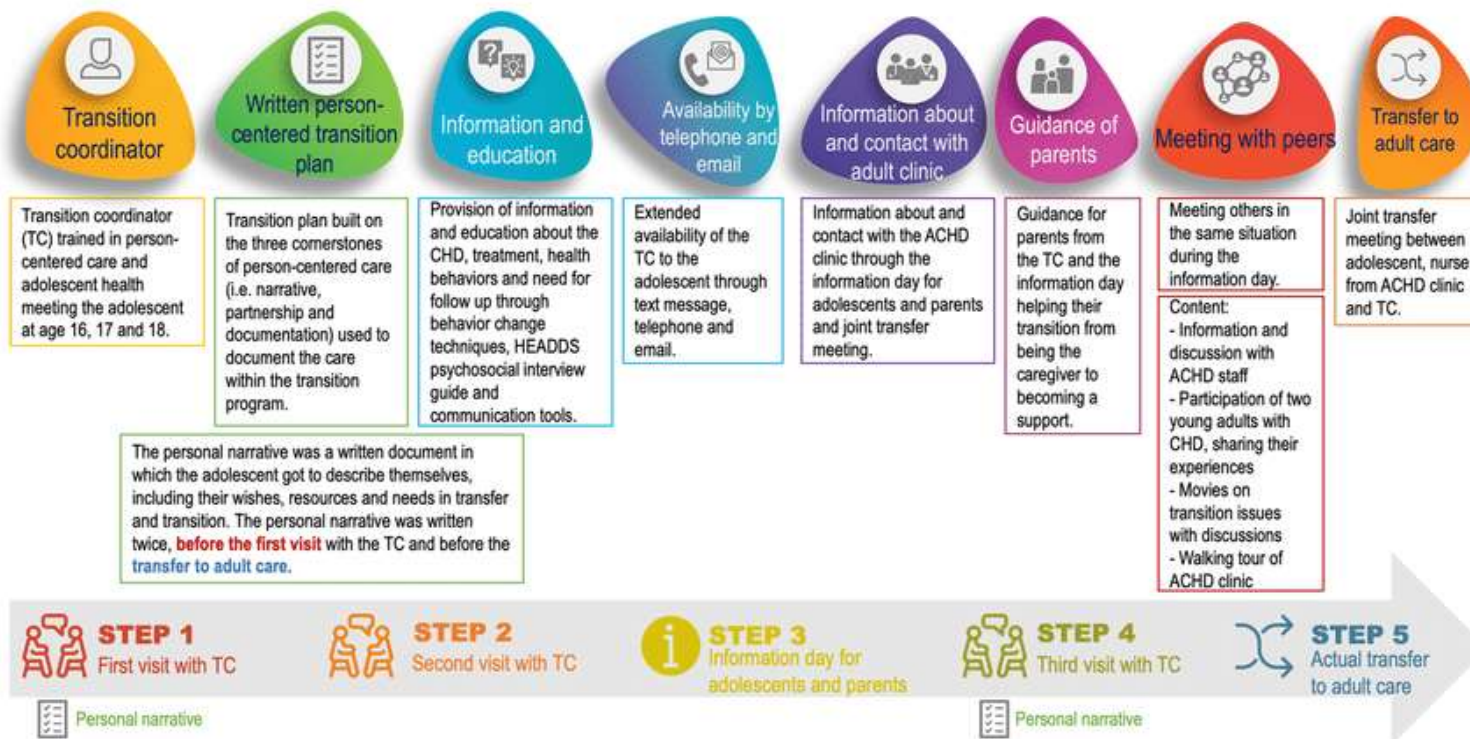 Transition
coordinator
Written person-
centered transition
plan
Information and
education
Availability by
telephone and
email
Information about
and contact with
adult clinic
Guidance of
parents
Meeting with peers
Transfer to
adult care
Transition coordinator
(TC) trained in person-
centered care and
adolescent health
meeting the adolescent
at age 16, 17 and 18.
Transition plan built on
the three cornerstones
of person-centered care
(i.e. narrative,
partnership and
documentation) used to
document the care
within the transition
program.
Provision of information
and education about the
CHD, treatment, health
behaviors and need for
follow up through
behavior change
techniques, HEADDS
psychosocial interview
guide and
communication tools.
Extended
availability of the
TC to the
adolescent through
text message,
telephone and
email.
Information about and
contact with the ACHD
clinic through the
information day for
adolescents and parents
and joint transfer
meeting.
Guidance for
parents from
the TC and the
information day
helping their
transition from
being the
caregiver to
becoming a
support.
Meeting others in
the same situation
during the
information day.
Content:
- Information and
discussion with
ACHD staff
- Participation of two
young adults with
CHD, sharing their
experiences
- Movies on
transition issues
with discussions
- Walking tour of
ACHD clinic
Joint transfer
meeting between
adolescent, nurse
from ACHD clinic
and TC.
The personal narrative was a written document in
which the adolescent got to describe themselves,
including their wishes, resources and needs in transfer
and transition. The personal narrative was written
twice, before the first visit with the TC and before the
transfer to adult care.
STEP 1
First visit with TC
STEP 2
Second visit with TC
STEP 3
Information day for
adolescents and parents
STEP 4
Third visit with TC
STEP 5
Actual transfer
to adult care
Personal narrative
Personal narrative